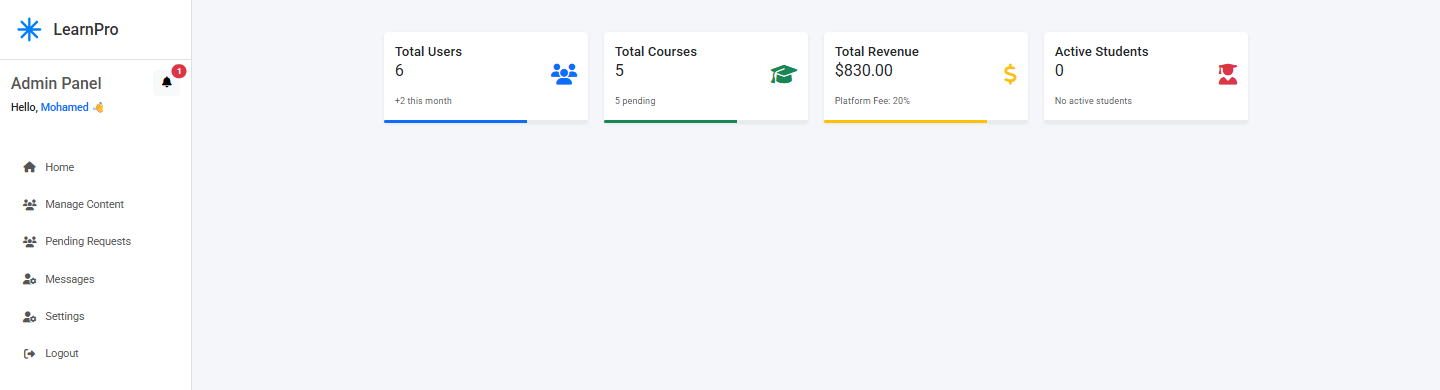 LearnPro
Admin Panel
1
Hello, Mohamed 👋
Home
Manage Content
Pending Requests
Messages
Settings
Logout
Total Users
6
+2 this month
Total Courses
5
5 pending
Total Revenue
$830.00
Platform Fee: 20%
Active Students
0
No active students